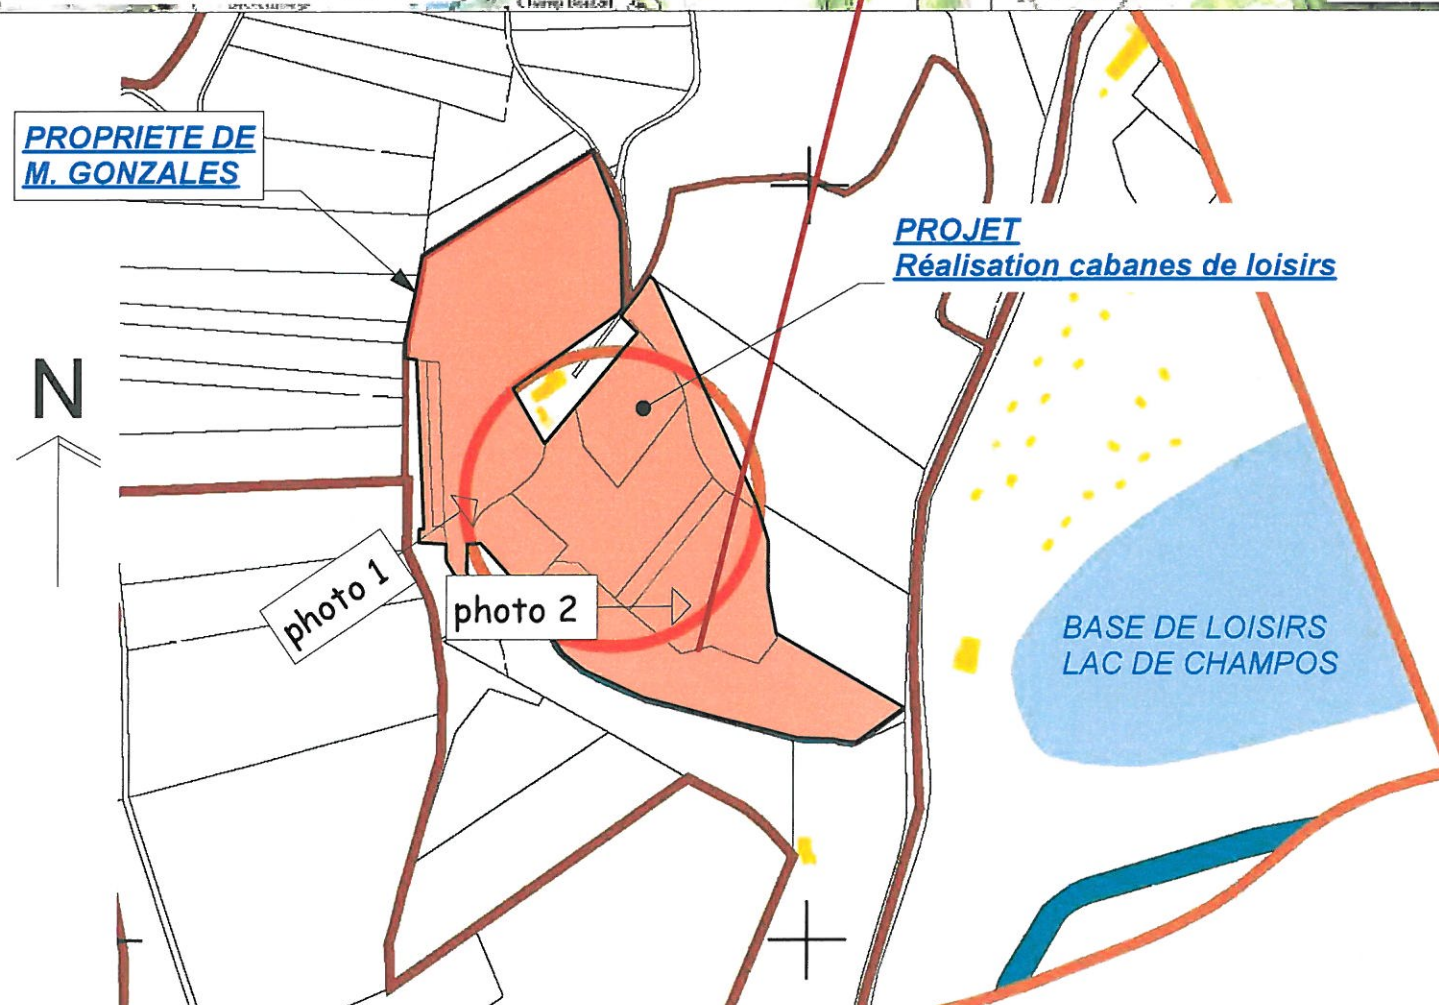 PROPRIETE DE
M. GONZALES
PROJET
Réalisation cabanes de loisirs
N
photo 1
photo 2
BASE DE LOISIRS
LAC DE CHAMPOS